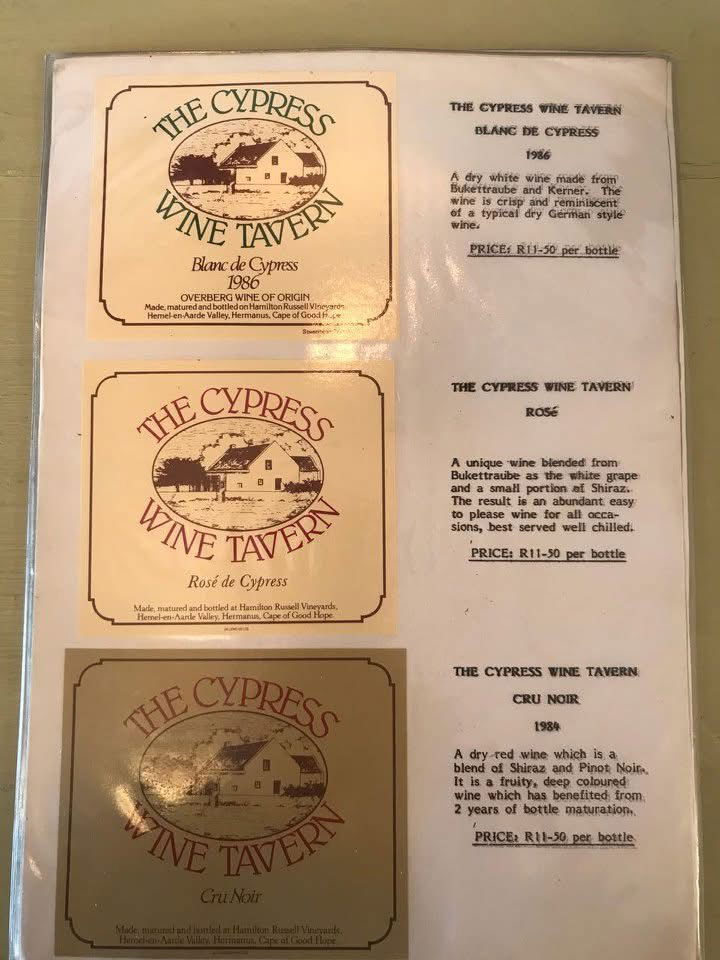 THE CYPRESS
WINE TAVERN
Blanc de Cypress
1986
OVERBERG WINE OF ORIGIN
Made, matured and bottled on Hamilton Russell Vineyards
Hemel-en-Aarde Valley, Hermanus, Cape of Good Hope
THE CYPRESS WINE TAVERN
BLANC DE CYPRESS
1986
A dry white wine made from
Bukettraube and Kerner. The
wine is crisp and reminiscent
of a typical dry German style
wine.
PRICE: R11-50 per bottle
THE CYPRESS
WINE TAVERN
Rosé de Cypress
Made, matured and bottled at Hamilton Russell Vineyards,
Hemel-en-Aarde Valley, Hermanus, Cape of Good Hope
THE CYPRESS WINE TAVERN
ROSé
A unique wine blended from
Bukettraube as the white grape
and a small portion of Shiraz.
The result is an abundant easy
to please wine for all occa-
sions, best served well chilled.
PRICE: R11-50 per bottle
THE CYPRESS
WINE TAVERN
Cru Noir
Made, matured and bottled at Hamilton Russell Vineyards,
Hemel-en-Aarde Valley, Hermanus, Cape of Good Hope
THE CYPRESS WINE TAVERN
CRU NOIR
1984
A dry red wine which is a
blend of Shiraz and Pinot Noir.
It is a fruity, deep coloured
wine which has benefited from
2 years of bottle maturation.
PRICE: R11-50 per bottle